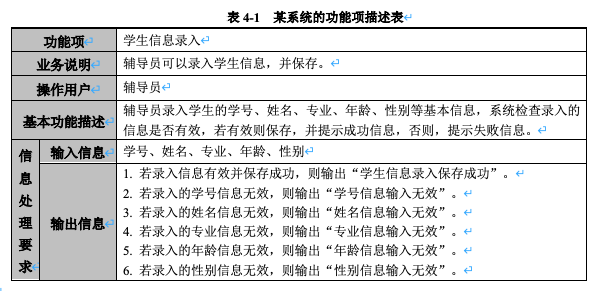 表 4-1 某系统的功能项描述表
功能项 学生信息录入
业务说明 辅导员可以录入学生信息，并保存。
操作用户 辅导员
基本功能描述 辅导员录入学生的学号、姓名、专业、年龄、性别等基本信息，系统检查录入的
信息是否有效，若有效则保存，并提示成功信息，否则，提示失败信息。
信息处理要求
输入信息 学号、姓名、专业、年龄、性别
输出信息
1. 若录入信息有效并保存成功，则输出“学生信息录入保存成功”。
2. 若录入的学号信息无效，则输出“学号信息输入无效”。
3. 若录入的姓名信息无效，则输出“姓名信息输入无效”。
4. 若录入的专业信息无效，则输出“专业信息输入无效”。
5. 若录入的年龄信息无效，则输出“年龄信息输入无效”。
6. 若录入的性别信息无效，则输出“性别信息输入无效”。